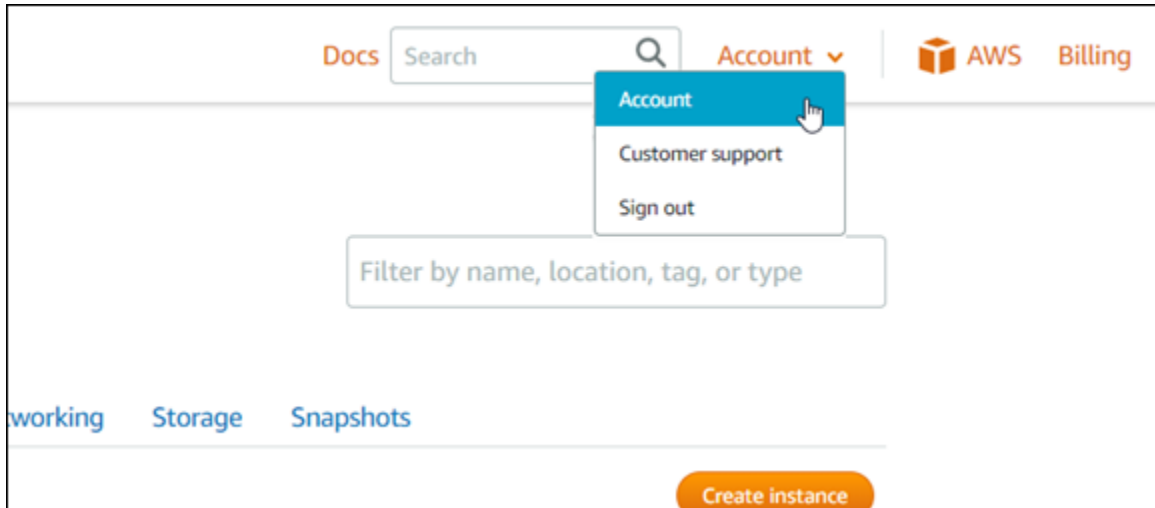 Docs Search Account AWS Billing
Account
Customer support
Sign out
Filter by name, location, tag, or type
tworking Storage Snapshots
Create instance